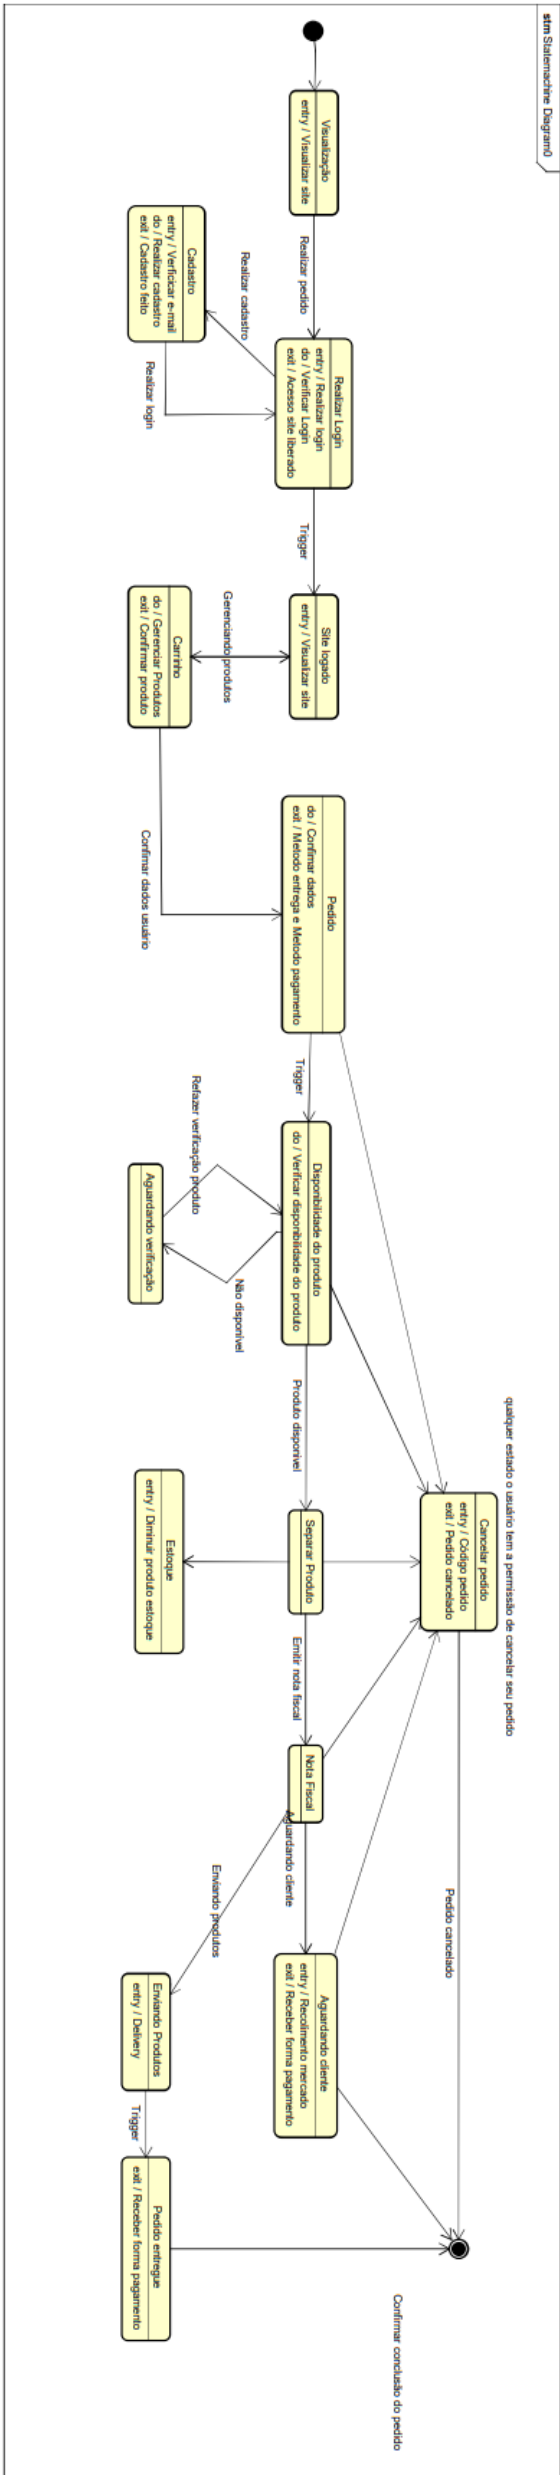 stm Statemachine Diagram0
Visualização
entry / Visualizar site
Realizar pedido
Realizar Login
entry / Realizar login
do / Verificar Login
exit / Acesso site liberado
Realizar cadastro
Cadastro
entry / Verficicar e-mail
do / Realizar cadastro
exit / Cadastro feito
Realizar login
Trigger
Site logado
entry / Visualizar site
Gerenciando produtos
Carrinho
do / Gerenciar Produtos
exit / Confirmar produto
Confimar dados usuário
Pedido
do / Confimar dados
exit / Metodo entrega e Metodo pagamento
Trigger
Disponibilidade do produto
do / Verificar disponibilidade do produto
Refazer verificação produto
Aguardando verificação
Não disponível
Produto disponivel
qualquer estado o usuário tem a permissão de cancelar seu pedido
Cancelar pedido
entry / Código pedido
exit / Pedido cancelado
Separar Produto
Estoque
entry / Diminuir produto estoque
Emitir nota fiscal
Nota Fiscal
Aguardando cliente
Enviando produtos
Pedido cancelado
Aguardando cliente
entry / Recolimento mercado
exit / Receber forma pagamento
Enviando Produtos
entry / Delivery
Trigger
Pedido entregue
exit / Receber forma pagamento
Confirmar conclusão do pedido